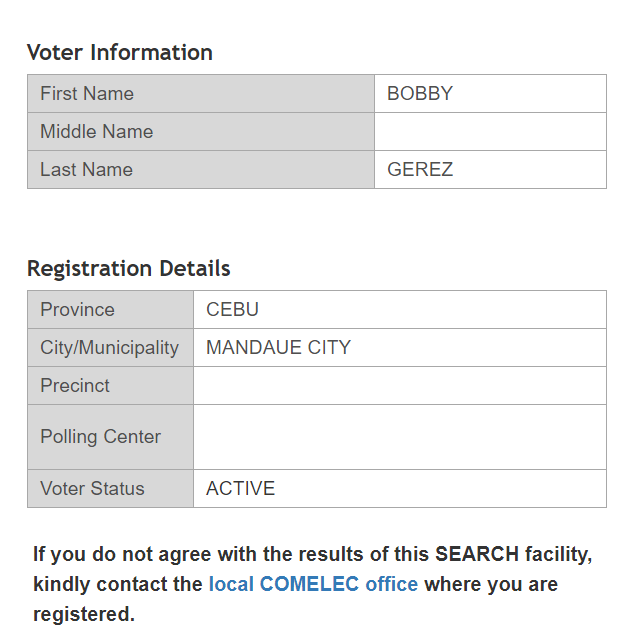 Voter Information
First Name BOBBY
Middle Name
Last Name GEREZ
Registration Details
Province CEBU
City/Municipality MANDAUE CITY
Precinct
Polling Center
Voter Status ACTIVE
If you do not agree with the results of this SEARCH facility,
kindly contact the local COMELEC office where you are
registered.